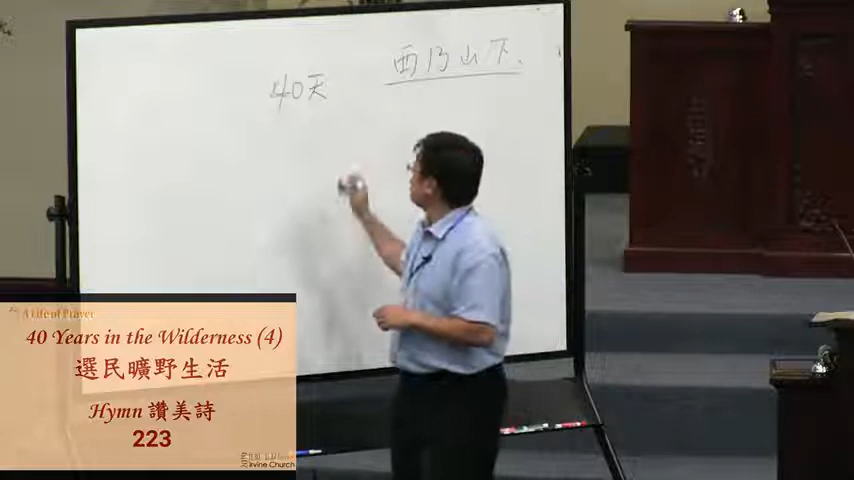 西乃山下.
40天
A Life of Prayer
40 Years in the Wilderness (4)
選民曠野生活
Hymn 讚美詩
223
Irvine Church